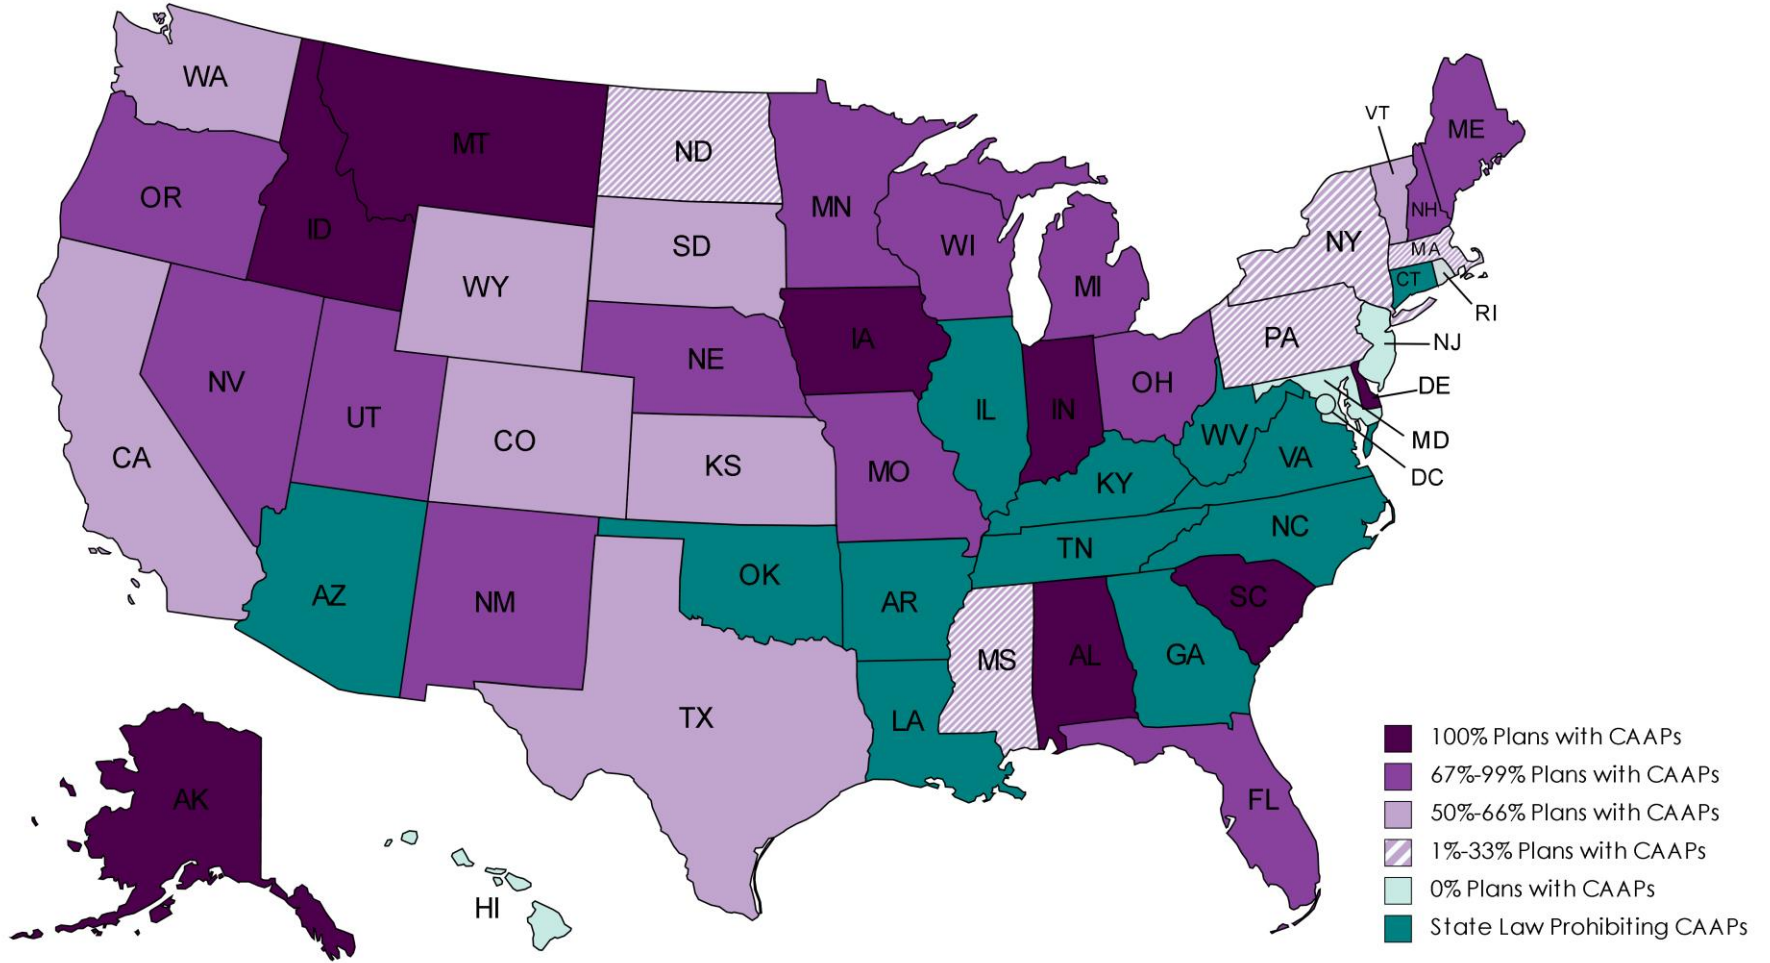 WA
MT
ND
VT
ME
OR
ID
MN
NH
SD
WI
NY
MA
WY
MI
CT
RI
IA
PA
NJ
NE
NV
OH
DE
UT
IL
IN
CO
WV
MD
CA
KS
MO
VA
DC
KY
NC
TN
OK
AZ
NM
AR
SC
MS
AL
GA
TX
LA
AK
FL
HI
100% Plans with CAAPs
67%-99% Plans with CAAPs
50%-66% Plans with CAAPs
1%-33% Plans with CAAPs
0% Plans with CAAPs
State Law Prohibiting CAAPs